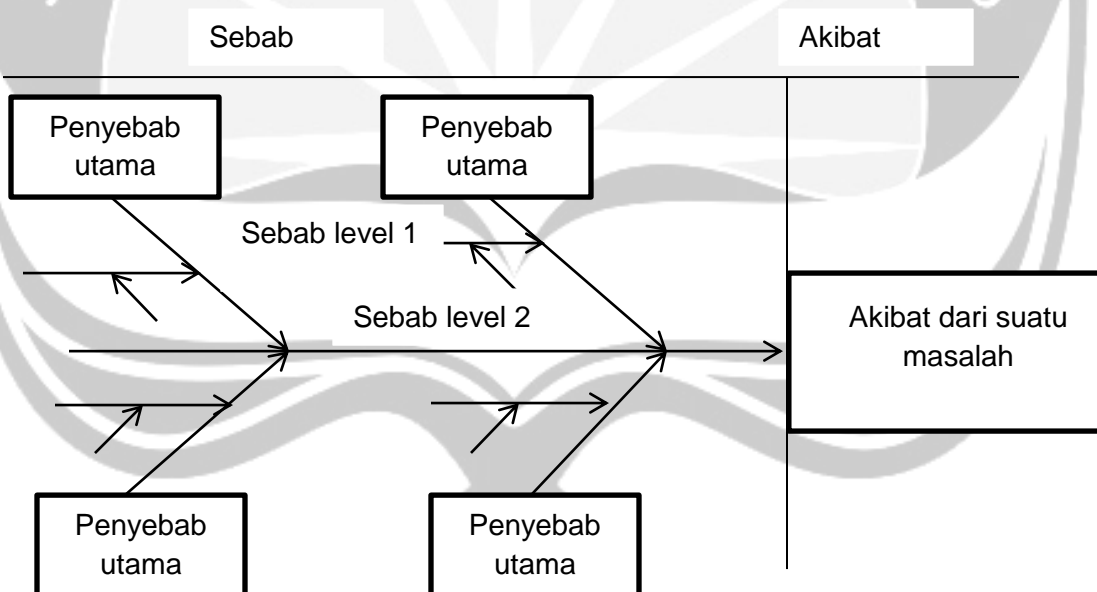 Sebab
Akibat
Penyebab
utama
Penyebab
utama
Sebab level 1
Sebab level 2
Akibat dari suatu
masalah
Penyebab
utama
Penyebab
utama